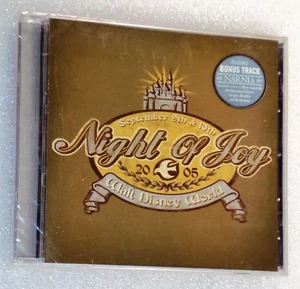 BONUS TRACK
NARNIA
September 9th & 10th
Night Of Joy
20 05
Walt Disney World